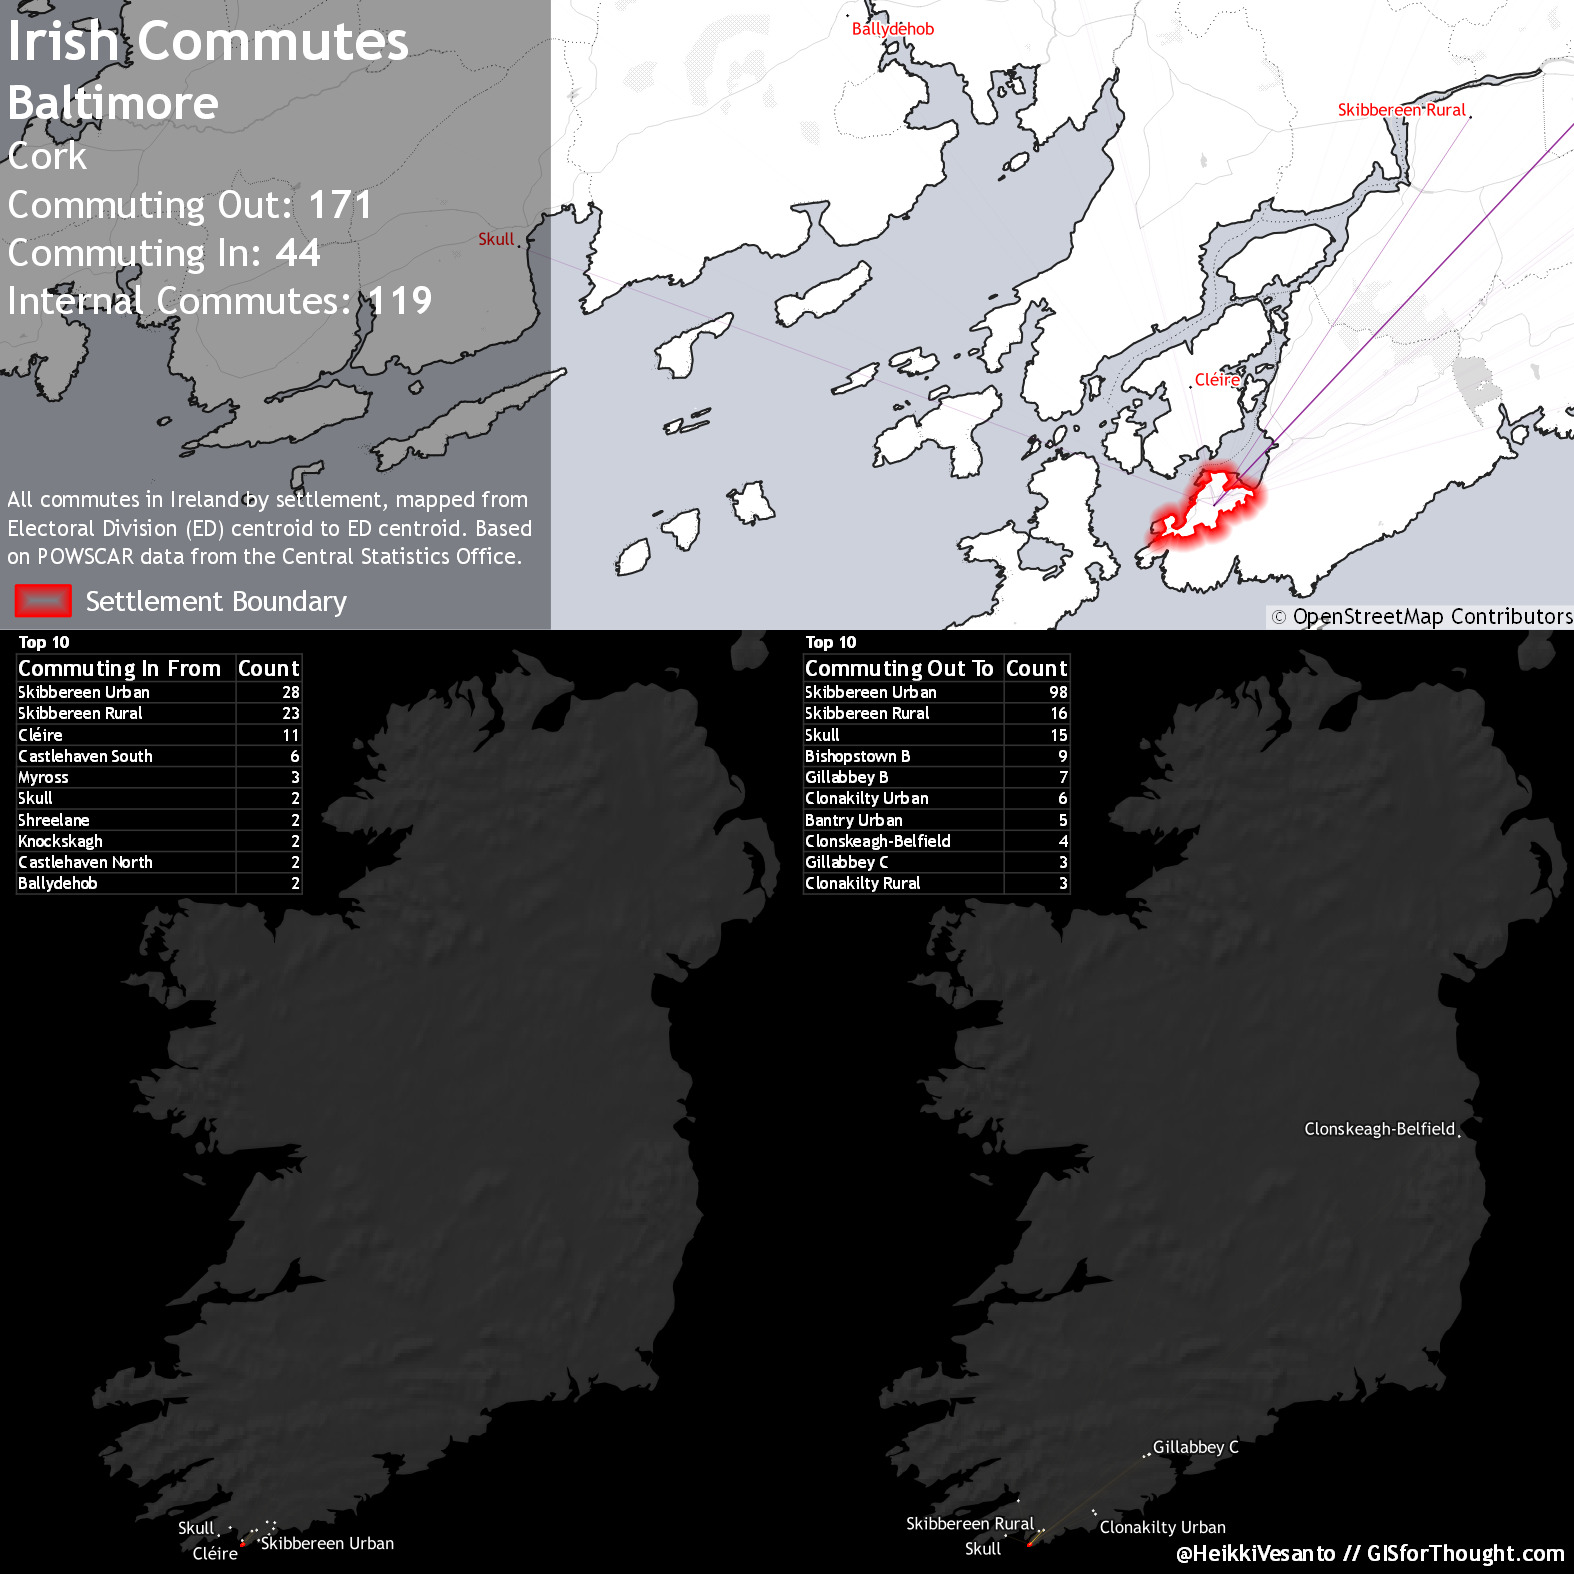 Irish Commutes
Baltimore
Cork
Commuting Out: 171
Commuting In: 44
Internal Commutes: 119
All commutes in Ireland by settlement, mapped from
Electoral Division (ED) centroid to ED centroid. Based
on POWSCAR data from the Central Statistics Office.
Settlement Boundary
Ballydehob
Skibbereen Rural
Skull
Cléire
© OpenStreetMap Contributors
Top 10
Commuting In From Count
Skibbereen Urban 28
Skibbereen Rural 23
Cléire 11
Castlehaven South 6
Myross 3
Skull 2
Shreelane 2
Knockskagh 2
Castlehaven North 2
Ballydehob 2
Skull
Cléire
Skibbereen Urban
Top 10
Commuting Out To Count
Skibbereen Urban 98
Skibbereen Rural 16
Skull 15
Bishopstown B 9
Gillabbey B 7
Clonakilty Urban 6
Bantry Urban 5
Clonskeagh-Belfield 4
Gillabbey C 3
Clonakilty Rural 3
Clonskeagh-Belfield
Gillabbey C
Skibbereen Rural
Clonakilty Urban
Skull
@HeikkiVesanto // GISforThought.com